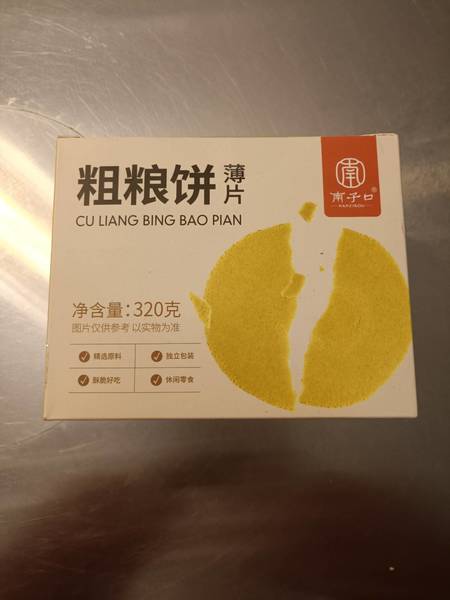 粗粮饼 薄片
CU LIANG BING BAO PIAN
南
南子口®
NANZIKOU
净含量：320克
图片仅供参考 以实物为准
精选原料 独立包装
酥脆好吃 休闲零食